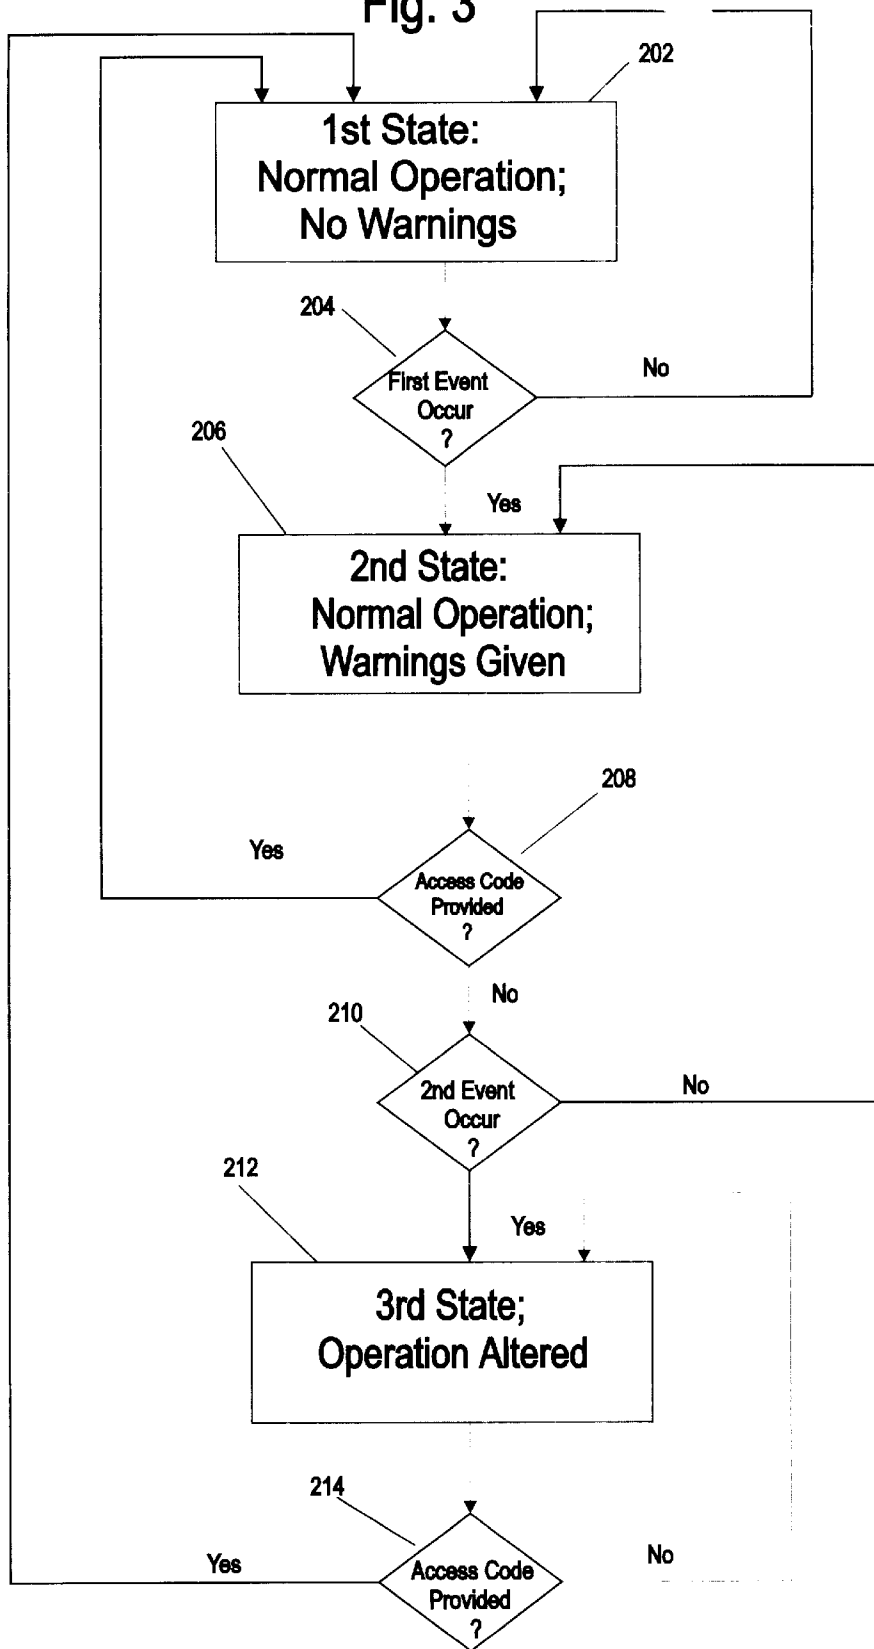 Fig. 3
202
1st State:
Normal Operation;
No Warnings
204
First Event
Occur
?
No
206
Yes
2nd State:
Normal Operation;
Warnings Given
208
Yes
Access Code
Provided
?
No
210
2nd Event
Occur
?
No
212
Yes
3rd State;
Operation Altered
214
Yes
Access Code
Provided
?
No